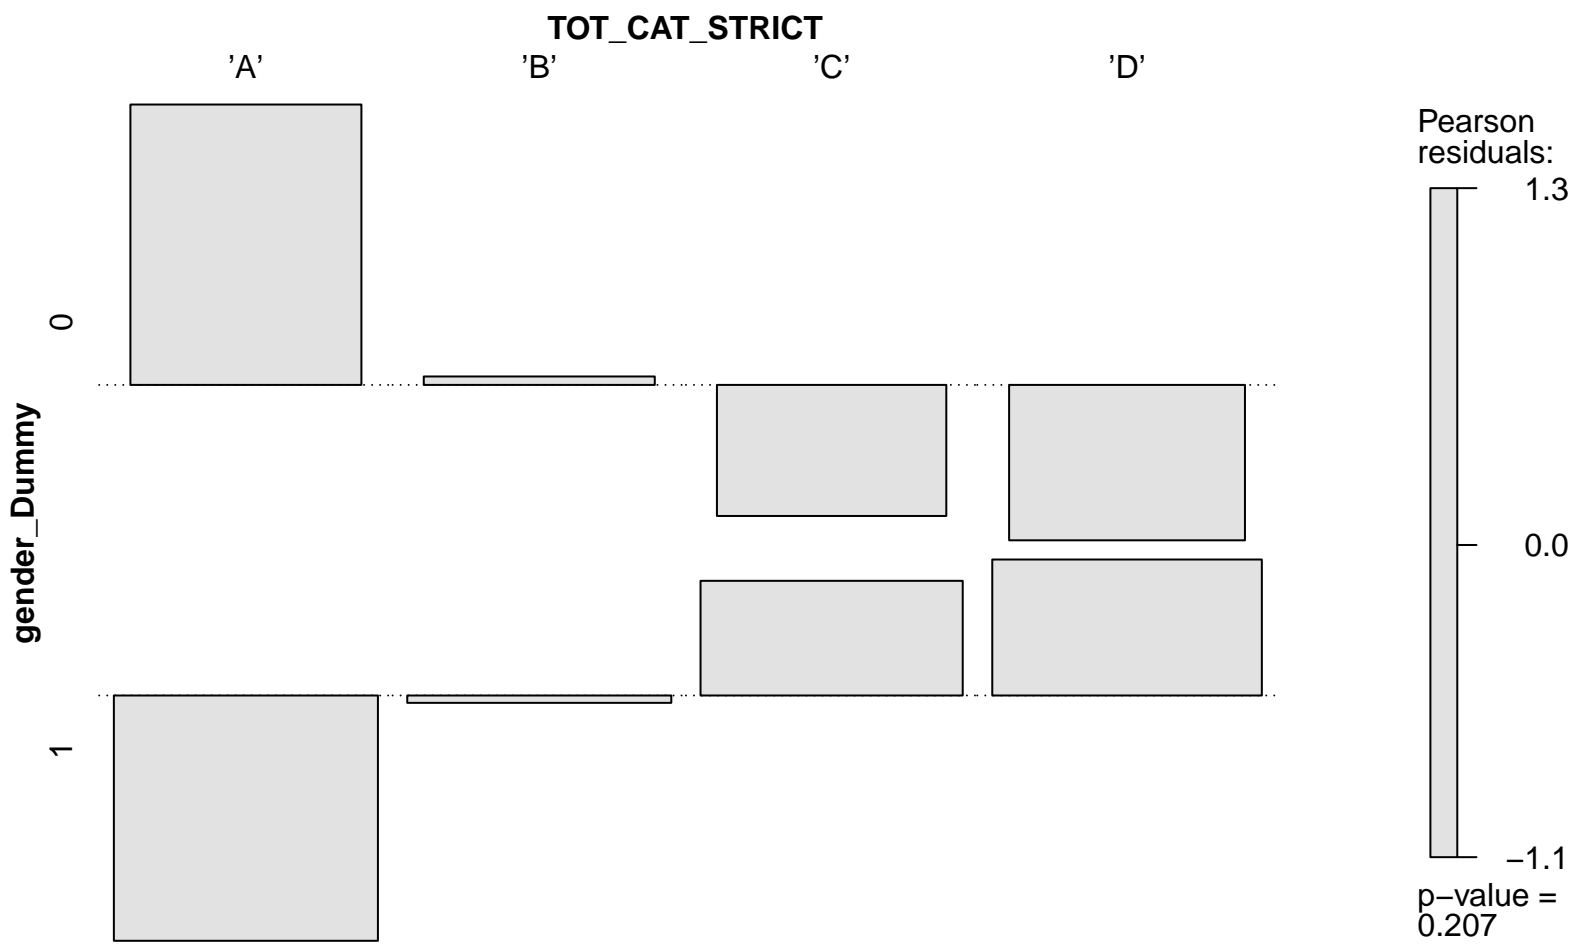 TOT_CAT_STRICT
’A’ ’B’ ’C’ ’D’
gender_Dummy
0
1
Pearson
residuals:
1.3
0.0
−1.1
p−value =
0.207